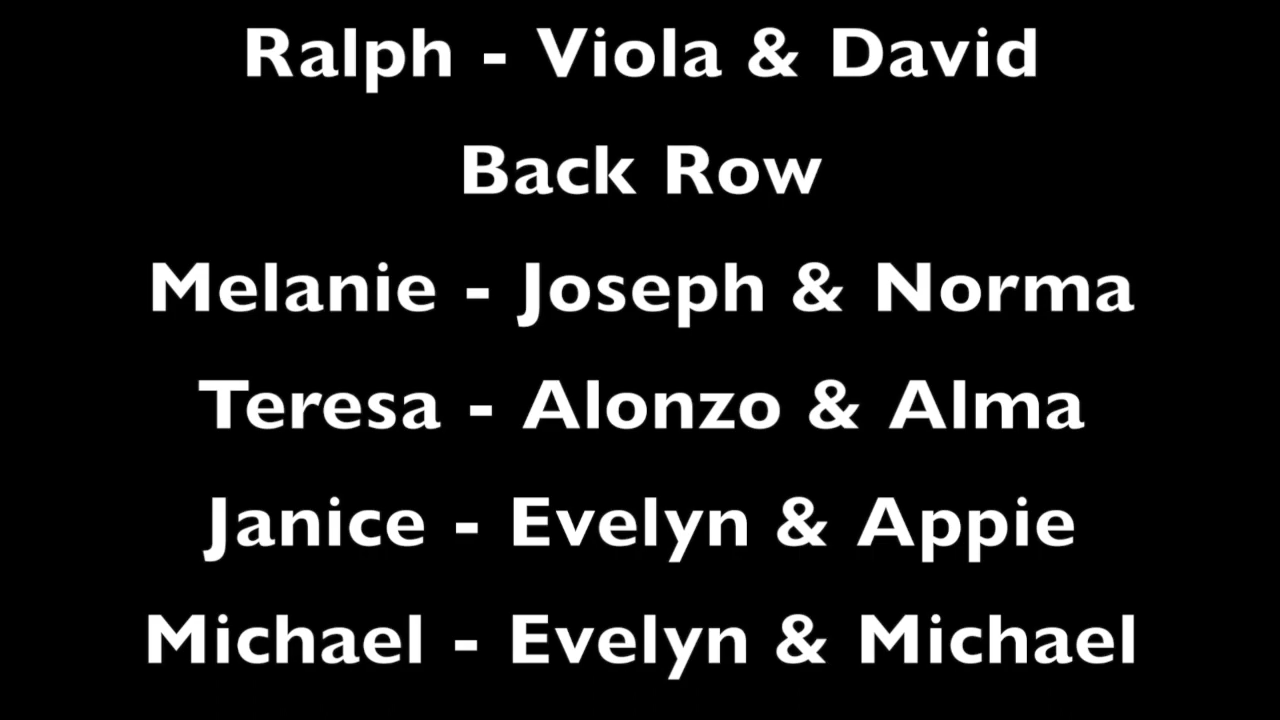 Ralph - Viola & David
Back Row
Melanie - Joseph & Norma
Teresa - Alonzo & Alma
Janice - Evelyn & Appie
Michael - Evelyn & Michael